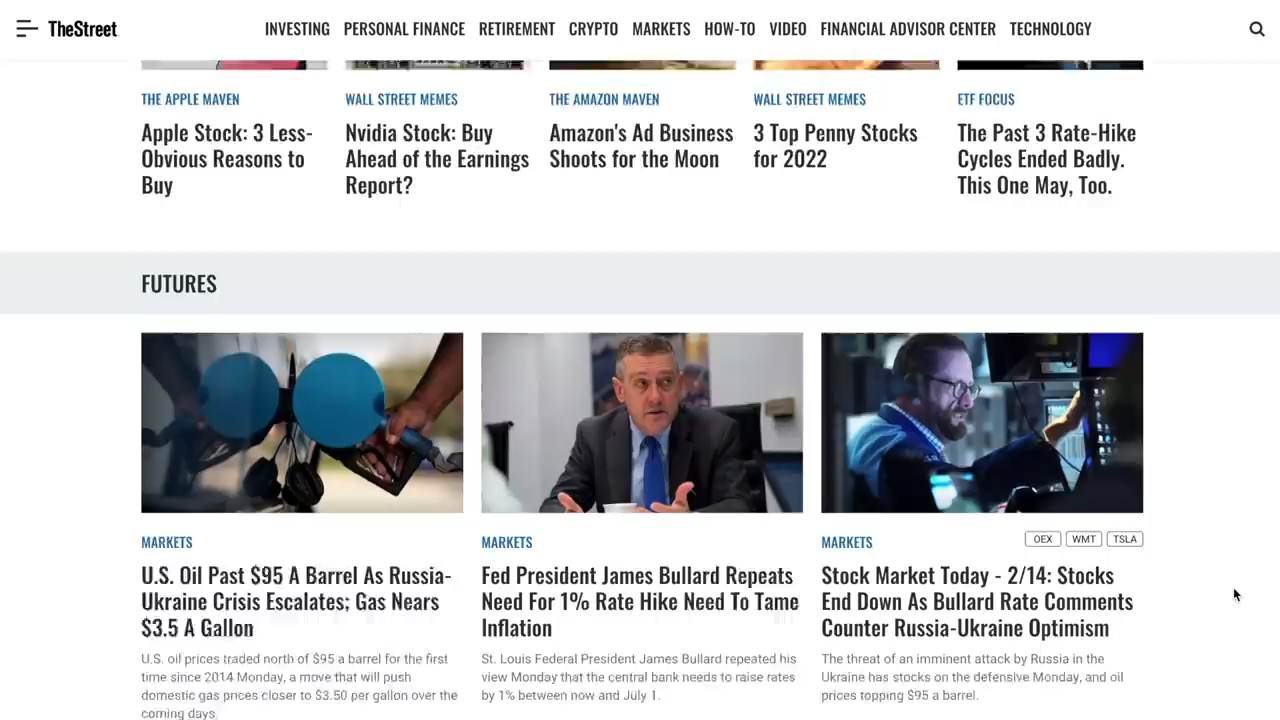 TheStreet
INVESTING PERSONAL FINANCE RETIREMENT CRYPTO MARKETS HOW-TO VIDEO FINANCIAL ADVISOR CENTER TECHNOLOGY
THE APPLE MAVEN
Apple Stock: 3 Less-
Obvious Reasons to
Buy
WALL STREET MEMES
Nvidia Stock: Buy
Ahead of the Earnings
Report?
THE AMAZON MAVEN
Amazon's Ad Business
Shoots for the Moon
WALL STREET MEMES
3 Top Penny Stocks
for 2022
ETF FOCUS
The Past 3 Rate-Hike
Cycles Ended Badly.
This One May, Too.
FUTURES
MARKETS
U.S. Oil Past $95 A Barrel As Russia-
Ukraine Crisis Escalates; Gas Nears
$3.5 A Gallon
U.S. oil prices traded north of $95 a barrel for the first
time since 2014 Monday, a move that will push
domestic gas prices closer to $3.50 per gallon over the
coming days.
MARKETS
Fed President James Bullard Repeats
Need For 1% Rate Hike Need To Tame
Inflation
St. Louis Federal President James Bullard repeated his
view Monday that the central bank needs to raise rates
by 1% between now and July 1.
MARKETS
OEX WMT TSLA
Stock Market Today - 2/14: Stocks
End Down As Bullard Rate Comments
Counter Russia-Ukraine Optimism
The threat of an imminent attack by Russia in the
Ukraine has stocks on the defensive Monday, and oil
prices topping $95 a barrel.